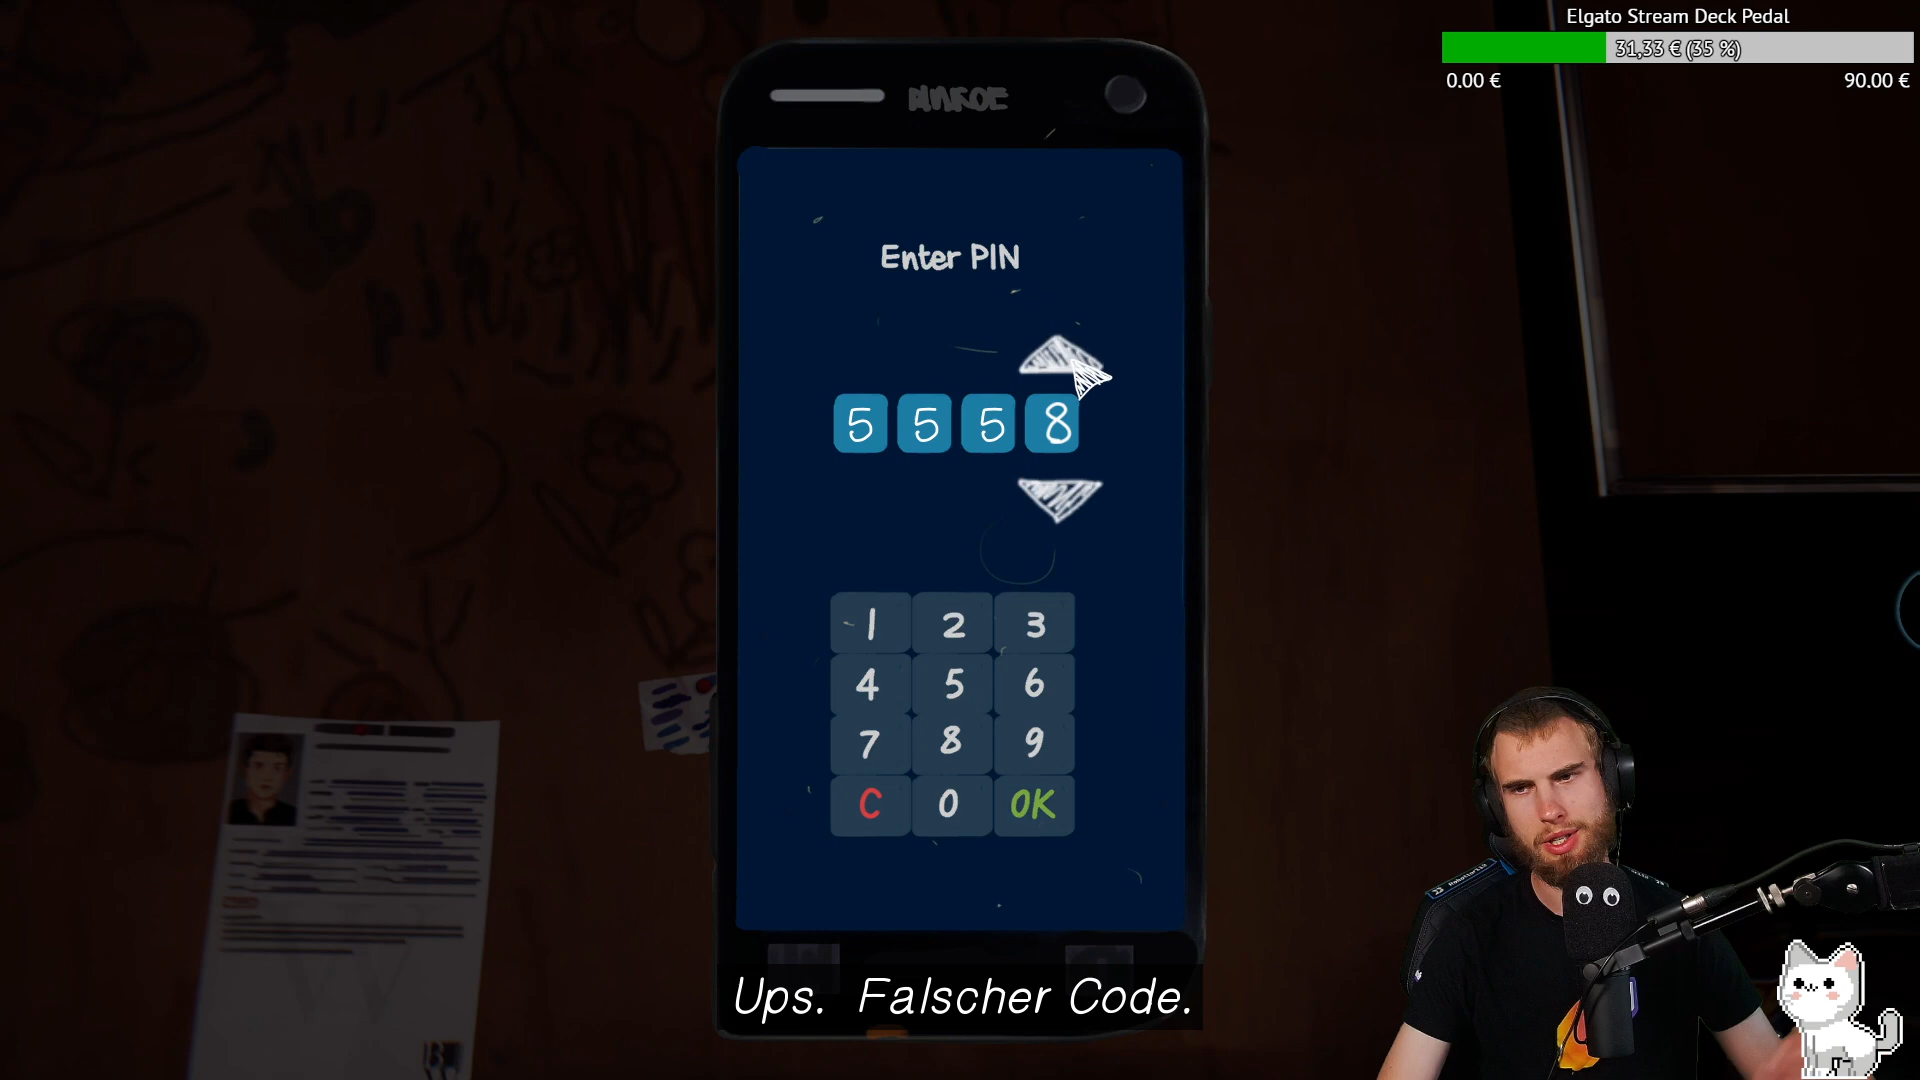 Elgato Stream Deck Pedal
31,33 € (35 %)
0.00 €
90.00 €
Enter PIN
5 5 5 8
1 2 3
4 5 6
7 8 9
C 0 OK
Ups. Falscher Code.